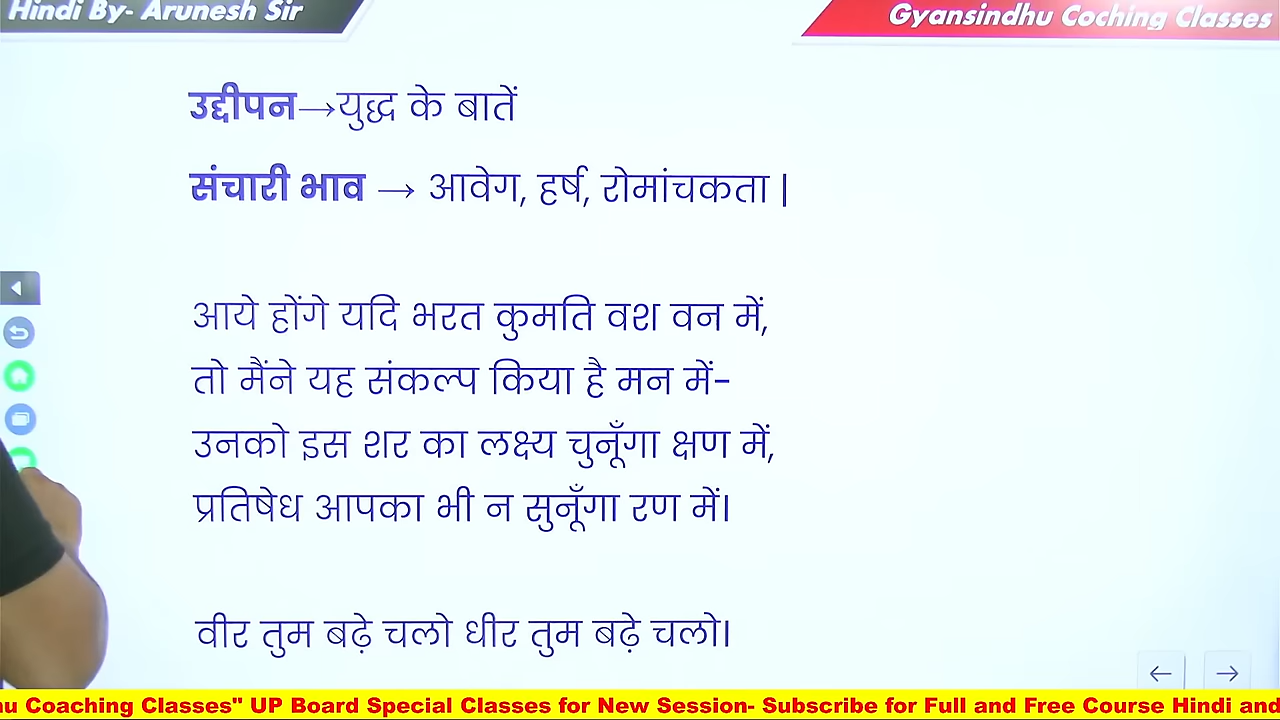 Hindi By- Arunesh Sir
Gyansindhu Coching Classes
उद्दीपन→युद्ध के बातें
संचारी भाव → आवेग, हर्ष, रोमांचकता |
आये होंगे यदि भरत कुमति वश वन में,
तो मैंने यह संकल्प किया है मन में-
उनको इस शर का लक्ष्य चुनूँगा क्षण में,
प्रतिषेध आपका भी न सुनूँगा रण में।
वीर तुम बढ़े चलो धीर तुम बढ़े चलो।
Coaching Classes" UP Board Special Classes for New Session- Subscribe for Full and Free Course Hindi and